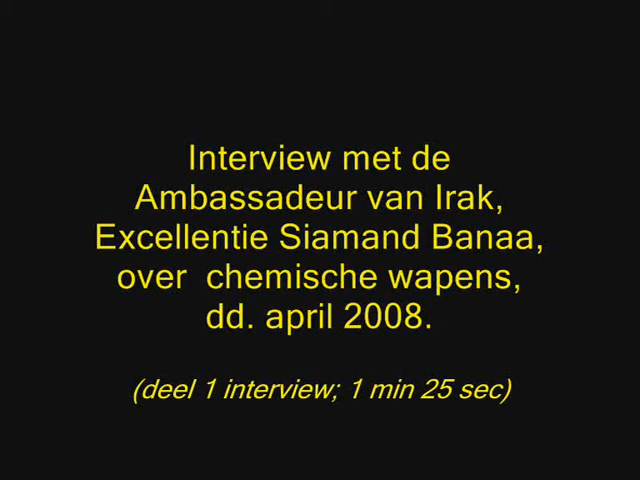 Interview met de
Ambassadeur van Irak,
Excellentie Siamand Banaa,
over  chemische wapens,
dd. april 2008.
(deel 1 interview; 1 min 25 sec)